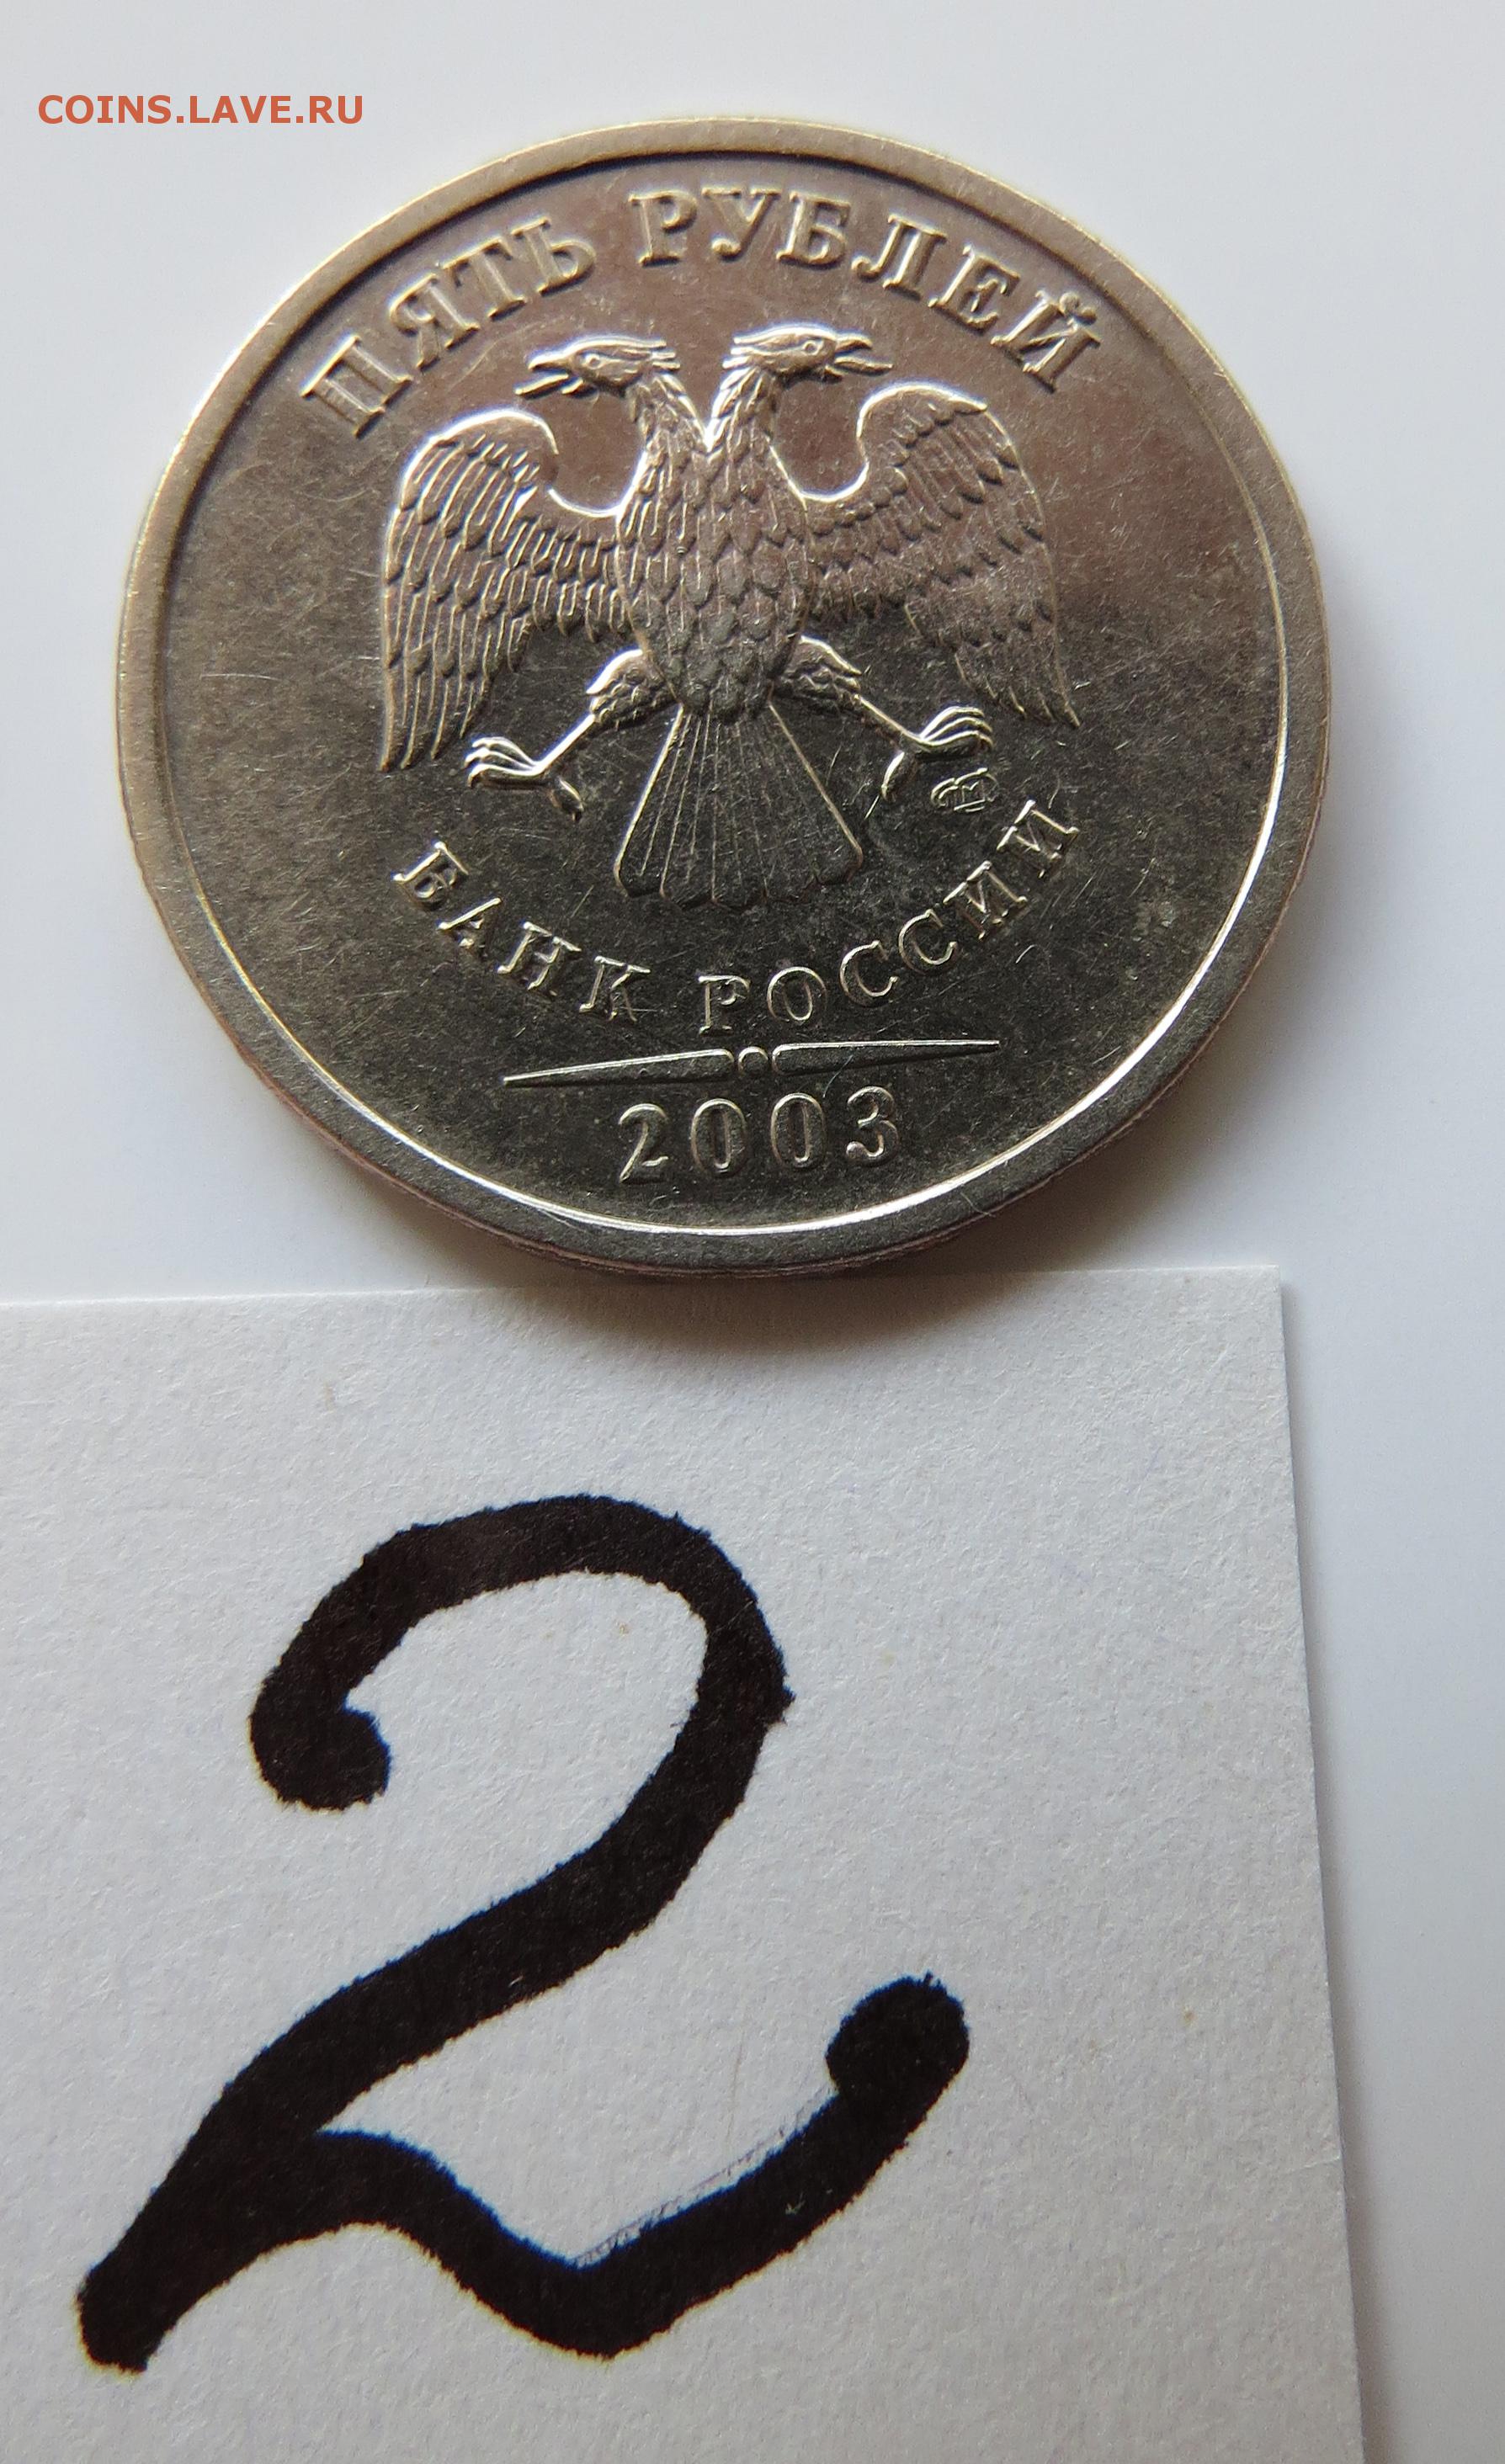 COINS.LAVE.RU
ПЯТЬ РУБЛЕЙ
БАНК РОССИИ
2003
2